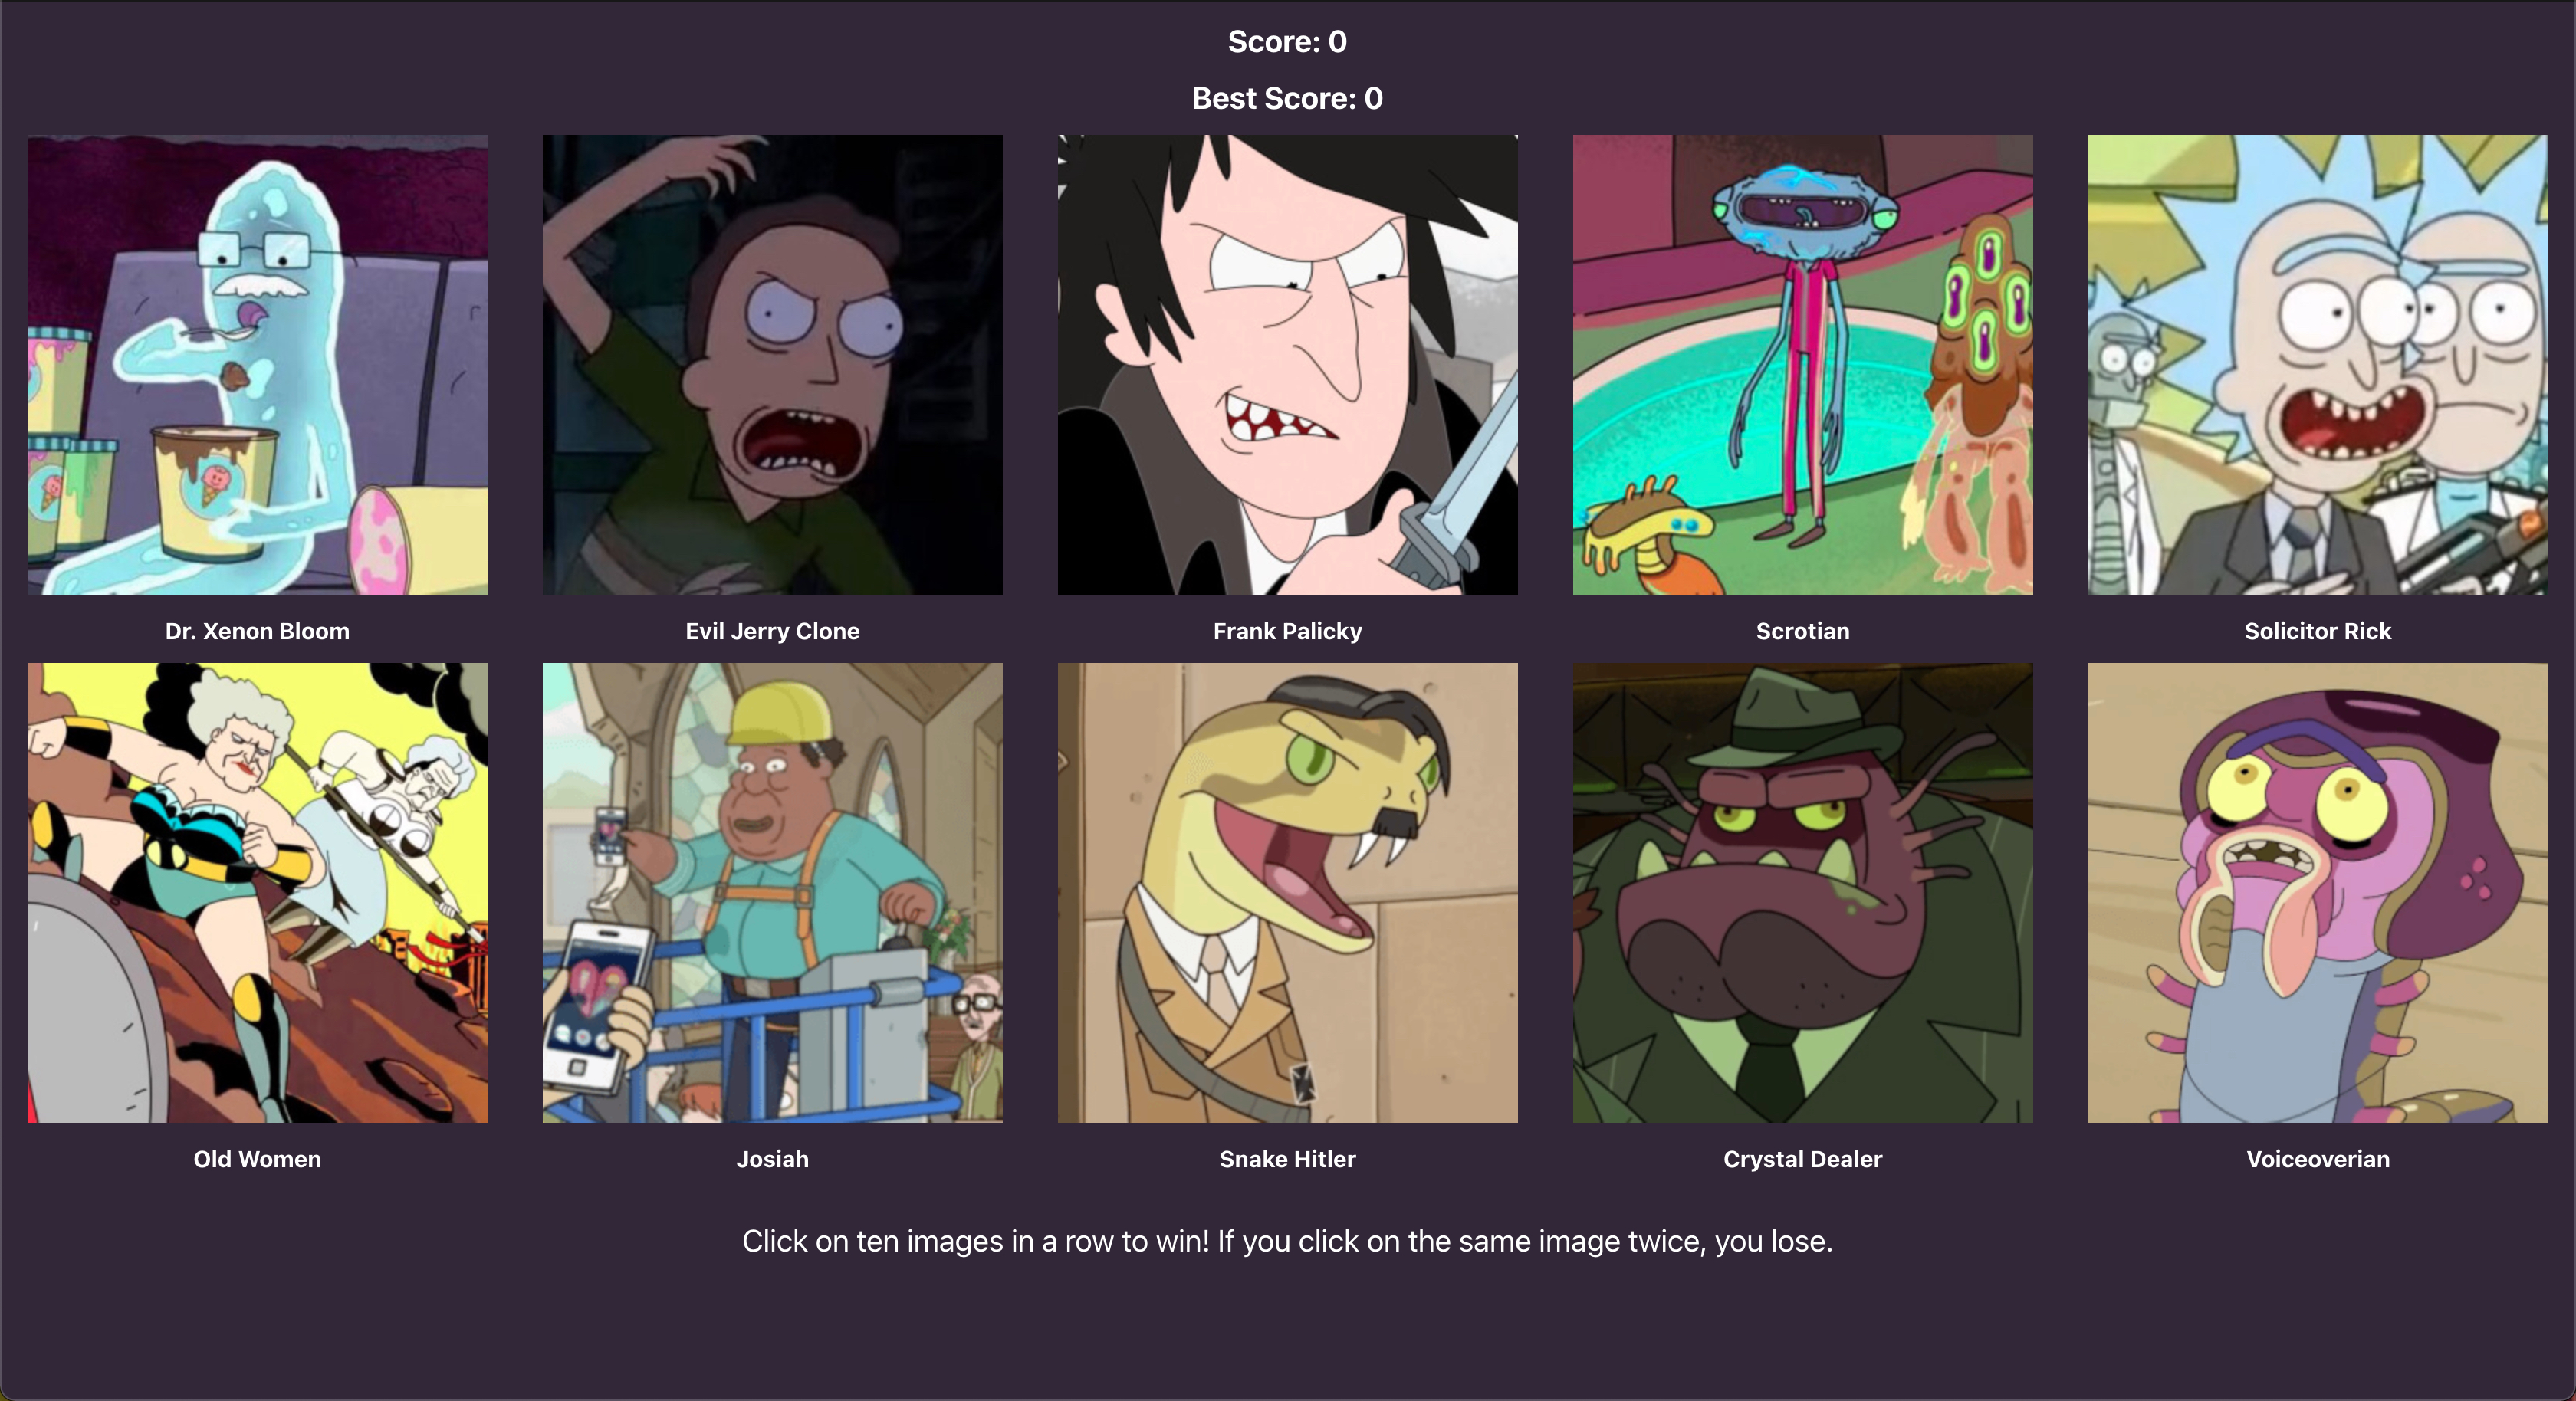 Score: 0
Best Score: 0
Dr. Xenon Bloom
Evil Jerry Clone
Frank Palicky
Scrotian
Solicitor Rick
Old Women
Josiah
Snake Hitler
Crystal Dealer
Voiceoverian
Click on ten images in a row to win! If you click on the same image twice, you lose.